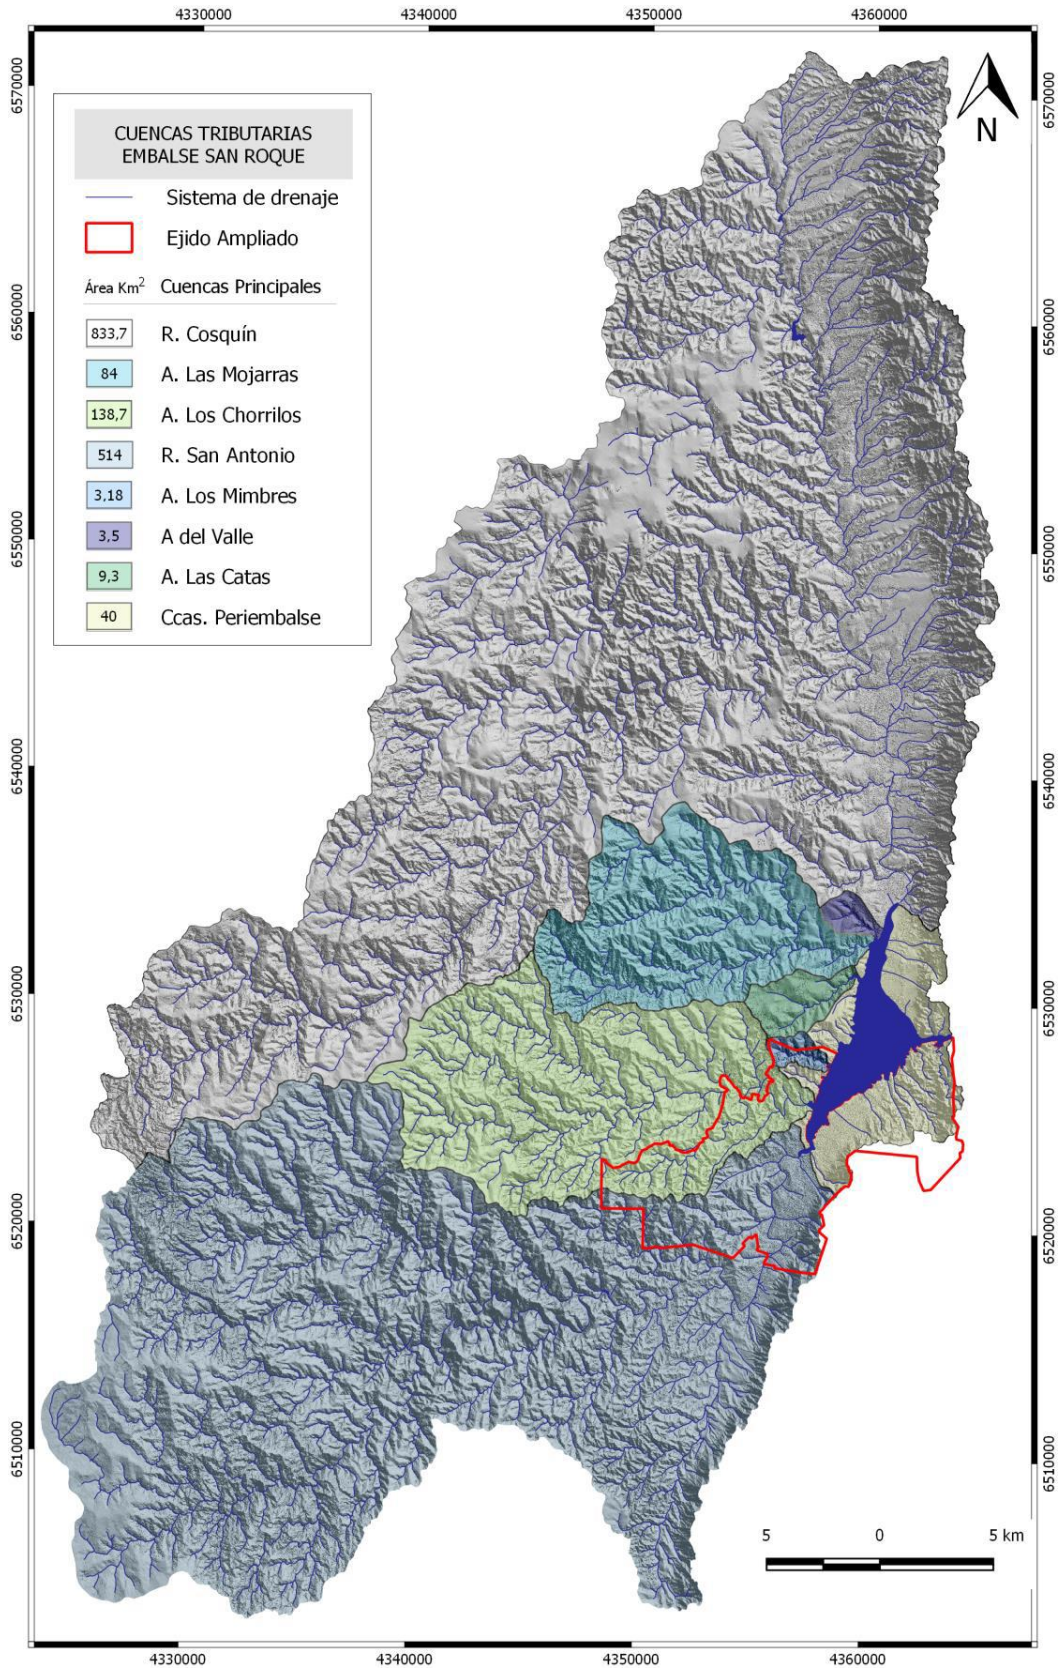 4330000 4340000 4350000 4360000
6570000
6560000
6550000
6540000
6530000
6520000
6510000
CUENCAS TRIBUTARIAS
EMBALSE SAN ROQUE
Sistema de drenaje
Ejido Ampliado
Área Km² Cuencas Principales
833,7 R. Cosquín
84 A. Las Mojarras
138,7 A. Los Chorrilos
514 R. San Antonio
3,18 A. Los Mimbres
3,5 A del Valle
9,3 A. Las Catas
40 Ccas. Periembalse
N
6570000
6560000
6550000
6540000
6530000
6520000
6510000
5 0 5 km
4330000 4340000 4350000 4360000